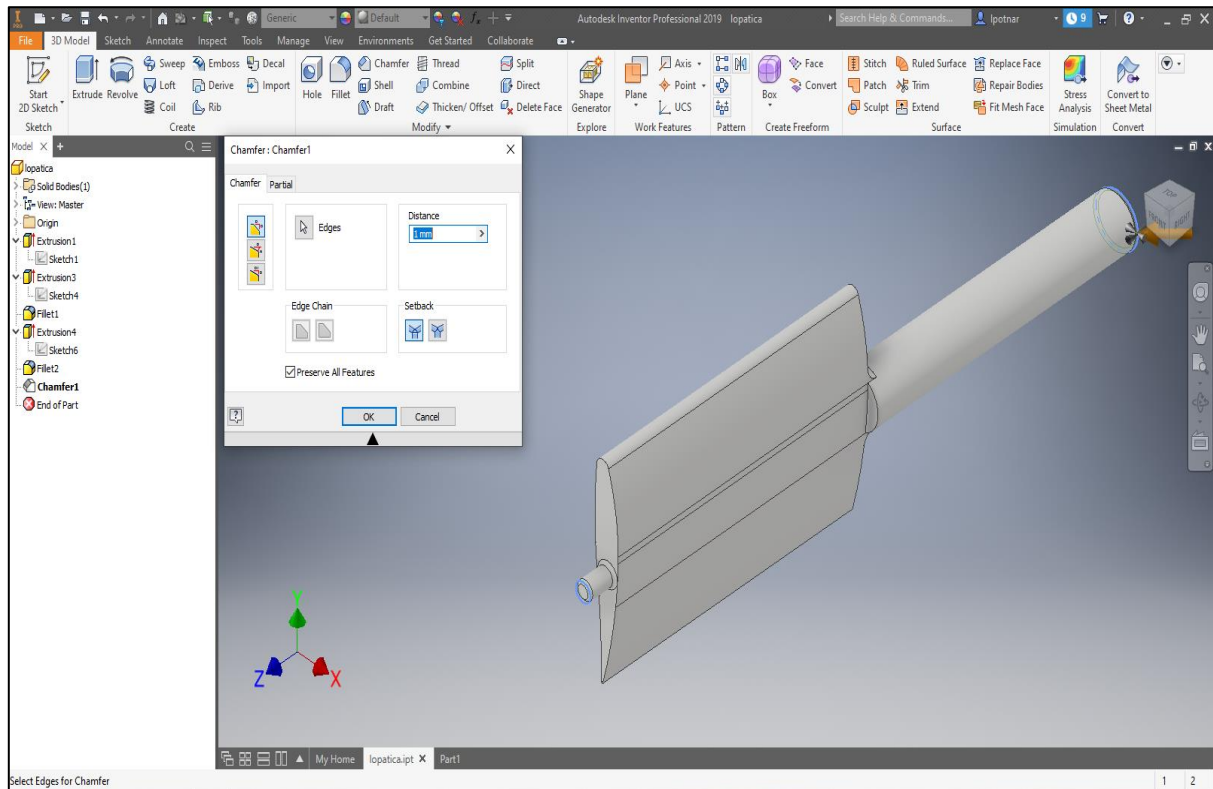 Generic Default Autodesk Inventor Professional 2019 lopatica Search Help & Commands... lpotnar 9
File 3D Model Sketch Annotate Inspect Tools Manage View Environments Get Started Collaborate
Sweep Emboss Decal Chamfer Thread Split Axis Face Stitch Ruled Surface Replace Face
Loft Derive Import Shell Combine Direct Point Convert Patch Trim Repair Bodies
Coil Rib Draft Thicken/ Offset Delete Face UCS Sculpt Extend Fit Mesh Face
Start 2D Sketch Extrude Revolve Hole Fillet Shape Generator Plane Box Stress Analysis Convert to Sheet Metal
Sketch Create Modify Explore Work Features Pattern Create Freeform Surface Simulation Convert
Model
lopatica
Solid Bodies(1)
View: Master
Origin
Extrusion1
Sketch1
Extrusion3
Sketch4
Fillet1
Extrusion4
Sketch6
Fillet2
Chamfer1
End of Part
Chamfer : Chamfer1
Chamfer Partial
Edges
Distance
1 mm
Edge Chain
Setback
Preserve All Features
OK Cancel
TOP
FRONT RIGHT
Y
Z X
My Home lopatica.ipt Part1
Select Edges for Chamfer
1 2